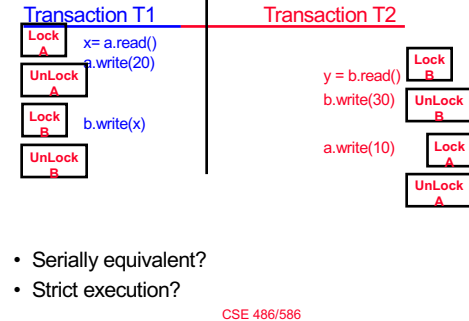 Transaction T1
Transaction T2
Lock
A
x= a.read()
a.write(20)
UnLock
A
Lock
B
b.write(x)
UnLock
B
y = b.read()
Lock
B
b.write(30)
UnLock
B
a.write(10)
Lock
A
UnLock
A
• Serially equivalent?
• Strict execution?
CSE 486/586